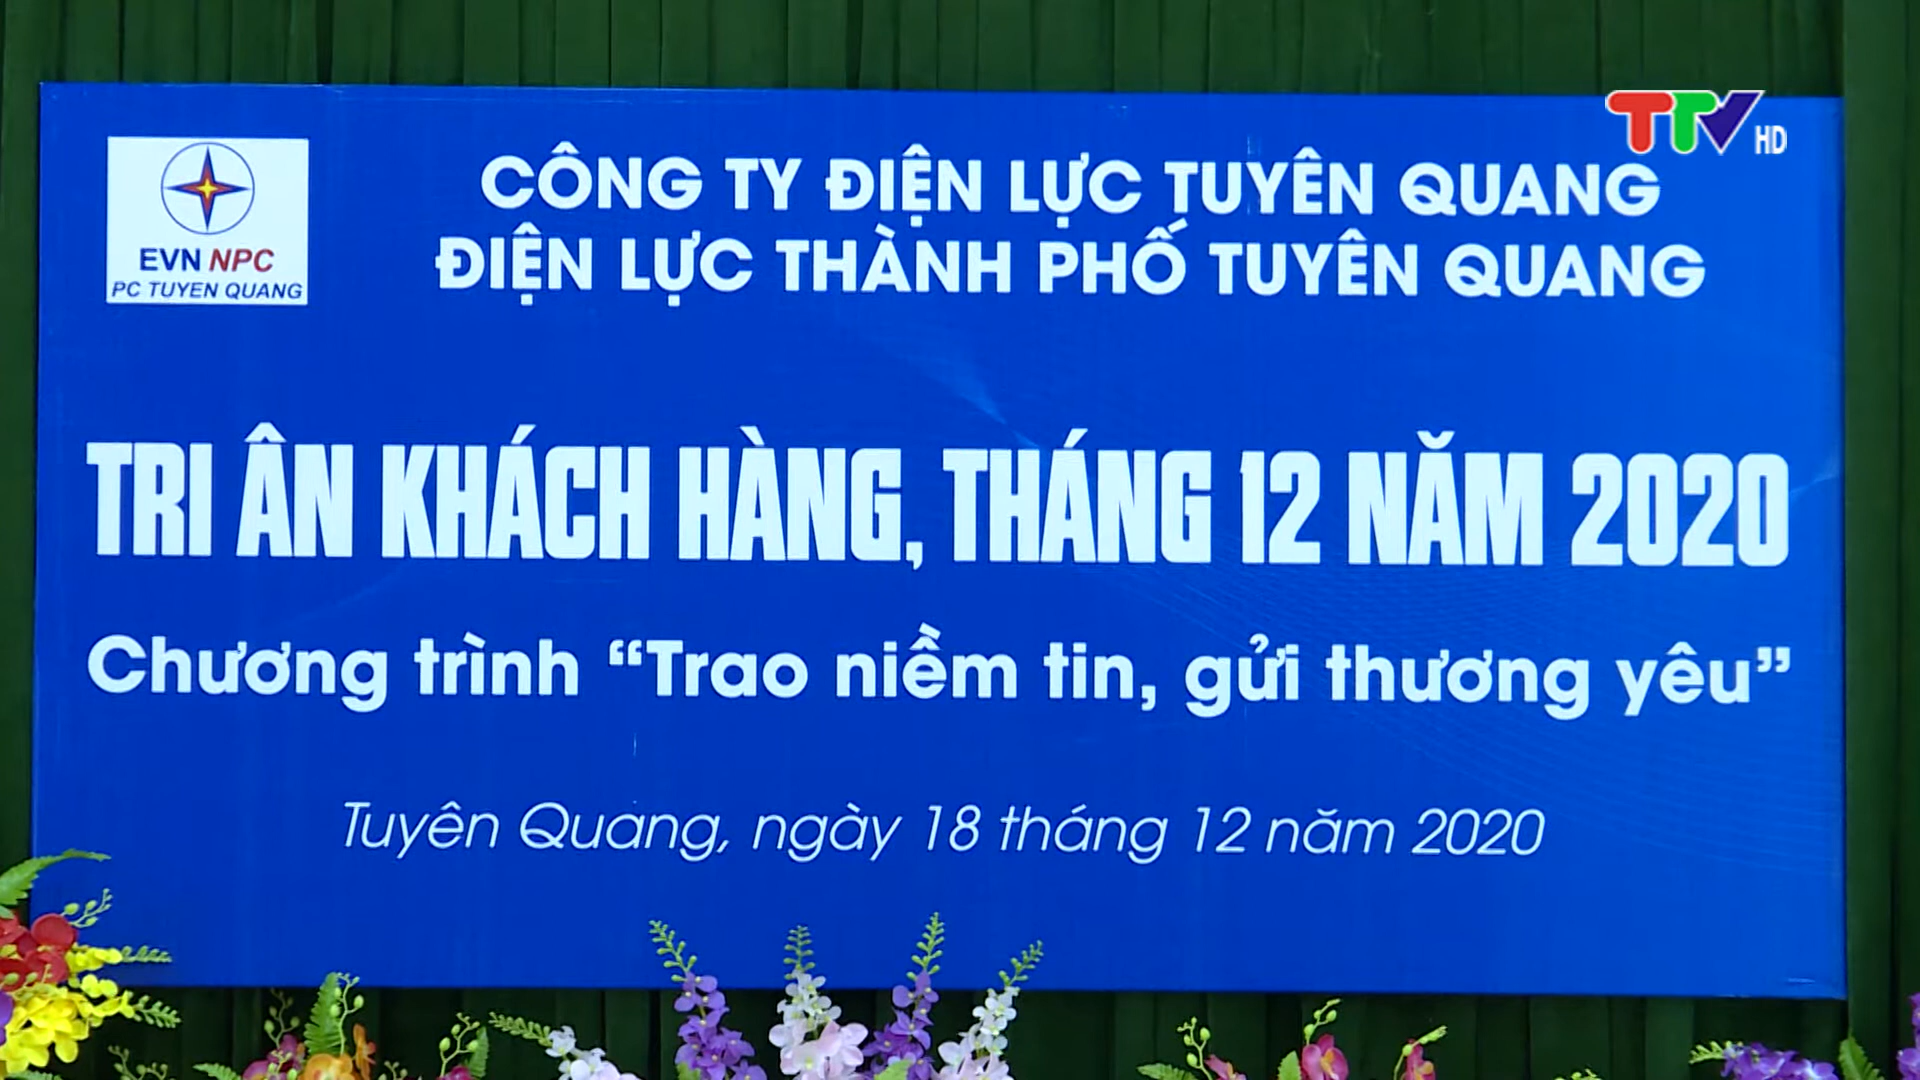 TTV HD
EVN NPC
PC TUYEN QUANG
CÔNG TY ĐIỆN LỰC TUYÊN QUANG
ĐIỆN LỰC THÀNH PHỐ TUYÊN QUANG
TRI ÂN KHÁCH HÀNG, THÁNG 12 NĂM 2020
Chương trình “Trao niềm tin, gửi thương yêu”
Tuyên Quang, ngày 18 tháng 12 năm 2020